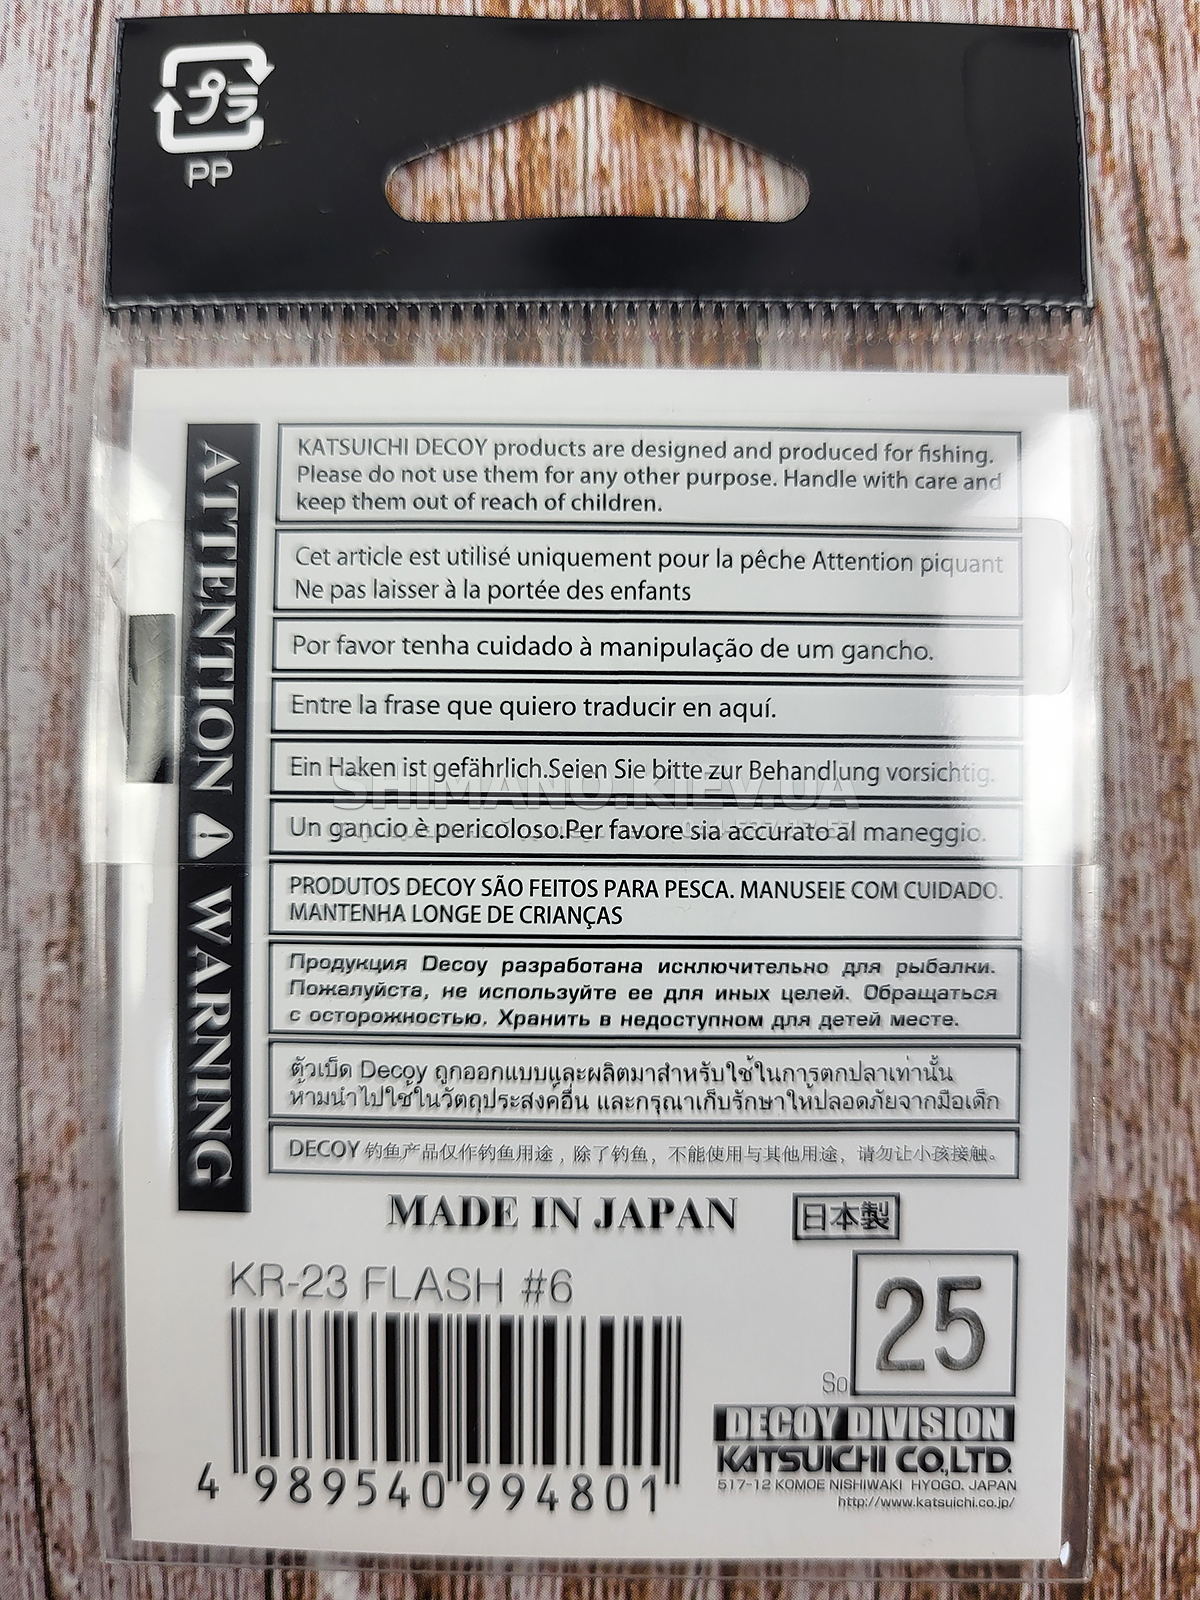 プラ
PP
ATTENTION ! WARNING
KATSUICHI DECOY products are designed and produced for fishing.
Please do not use them for any other purpose. Handle with care and
keep them out of reach of children.
Cet article est utilisé uniquement pour la pêche Attention piquant
Ne pas laisser à la portée des enfants
Por favor tenha cuidado à manipulação de um gancho.
Entre la frase que quiero traducir en aquí.
Ein Haken ist gefährlich.Seien Sie bitte zur Behandlung vorsichtig.
SHIMANO.KIEV.UA
Un gancio è pericoloso.Per favore sia accurato al maneggio.
PRODUTOS DECOY SÃO FEITOS PARA PESCA. MANUSEIE COM CUIDADO.
MANTENHA LONGE DE CRIANÇAS
Продукция Decoy разработана исключительно для рыбалки.
Пожалуйста, не используйте ее для иных целей. Обращаться
с осторожностью. Хранить в недоступном для детей месте.
ตัวเบ็ด Decoy ถูกออกแบบและผลิตมาสำหรับใช้ในการตกปลาเท่านั้น
ห้ามนำไปใช้ในวัตถุประสงค์อื่น และกรุณาเก็บรักษาให้ปลอดภัยจากมือเด็ก
DECOY 钓鱼产品仅作钓鱼用途，除了钓鱼，不能使用与其他用途，请勿让小孩接触。
MADE IN JAPAN 日本製
KR-23 FLASH #6
25
So
4 989540 994801
DECOY DIVISION
KATSUICHI CO.,LTD.
517-12 KOMOE NISHIWAKI HYOGO. JAPAN
http://www.katsuichi.co.jp/